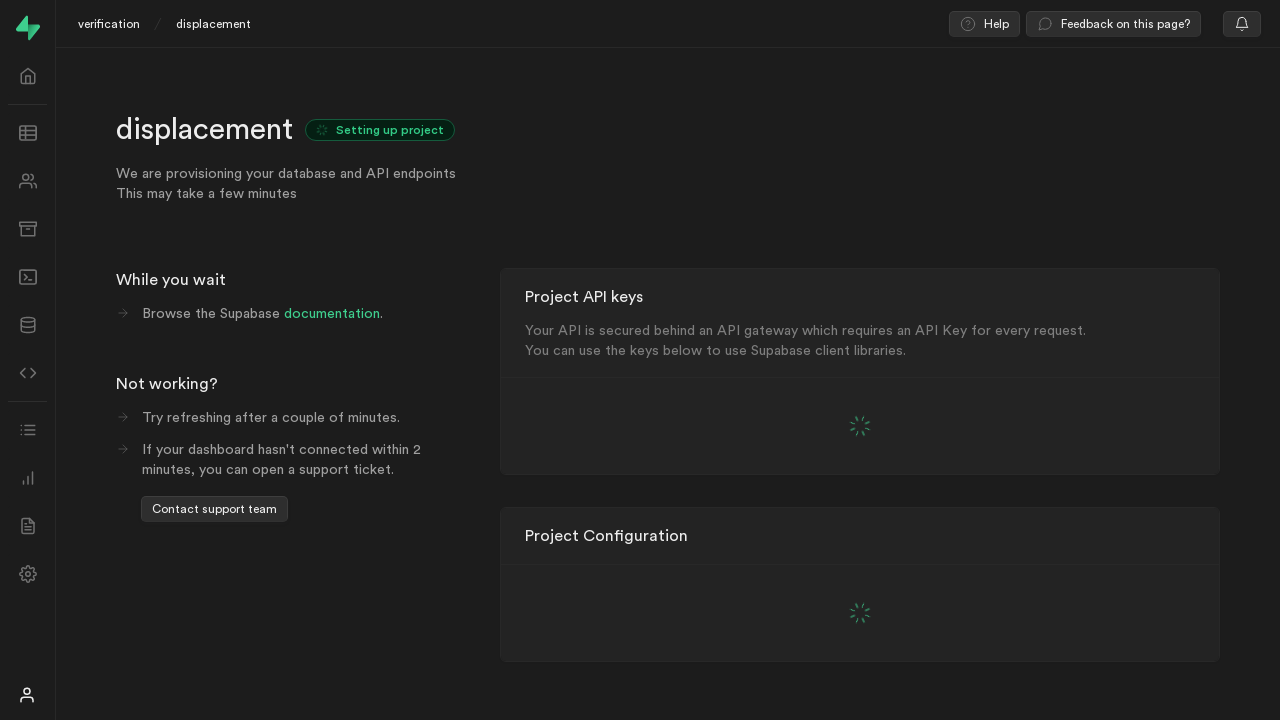 verification / displacement
Help
Feedback on this page?
displacement
Setting up project
We are provisioning your database and API endpoints
This may take a few minutes
While you wait
Browse the Supabase documentation.
Not working?
Try refreshing after a couple of minutes.
If your dashboard hasn't connected within 2
minutes, you can open a support ticket.
Contact support team
Project API keys
Your API is secured behind an API gateway which requires an API Key for every request.
You can use the keys below to use Supabase client libraries.
Project Configuration